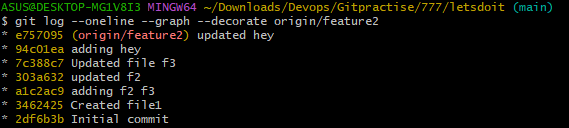 ASUS@DESKTOP-MG1V8I3 MINGW64 ~/Downloads/Devops/Gitpractise/777/letsdoit (main)
$ git log --oneline --graph --decorate origin/feature2
* e757095 (origin/feature2) updated hey
* 94c01ea adding hey
* 7c388c7 Updated file f3
* 303a632 updated f2
* a1c2ac9 adding f2 f3
* 3462425 Created file1
* 2df6b3b Initial commit